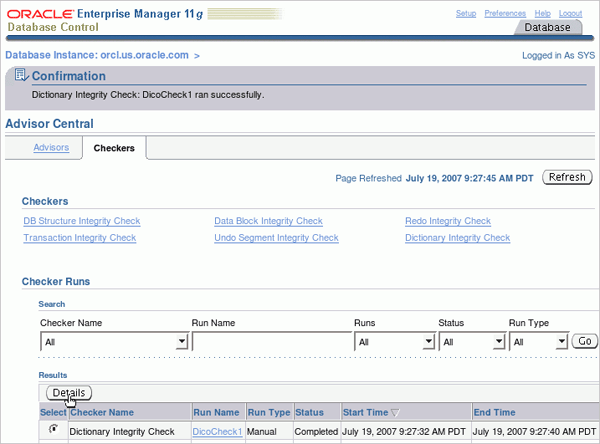 ORACLE Enterprise Manager 11g
Database Control
Setup Preferences Help Logout
Database
Database Instance: orcl.us.oracle.com >
Logged in As SYS
Confirmation
Dictionary Integrity Check: DicoCheck1 ran successfully.
Advisor Central
Advisors Checkers
Page Refreshed July 19, 2007 9:27:45 AM PDT Refresh
Checkers
DB Structure Integrity Check Data Block Integrity Check Redo Integrity Check
Transaction Integrity Check Undo Segment Integrity Check Dictionary Integrity Check
Checker Runs
Search
Checker Name Run Name Runs Status Run Type
All All All All Go
Results
Details
Select Checker Name Run Name Run Type Status Start Time End Time
Dictionary Integrity Check DicoCheck1 Manual Completed July 19, 2007 9:27:32 AM PDT July 19, 2007 9:27:40 AM PDT